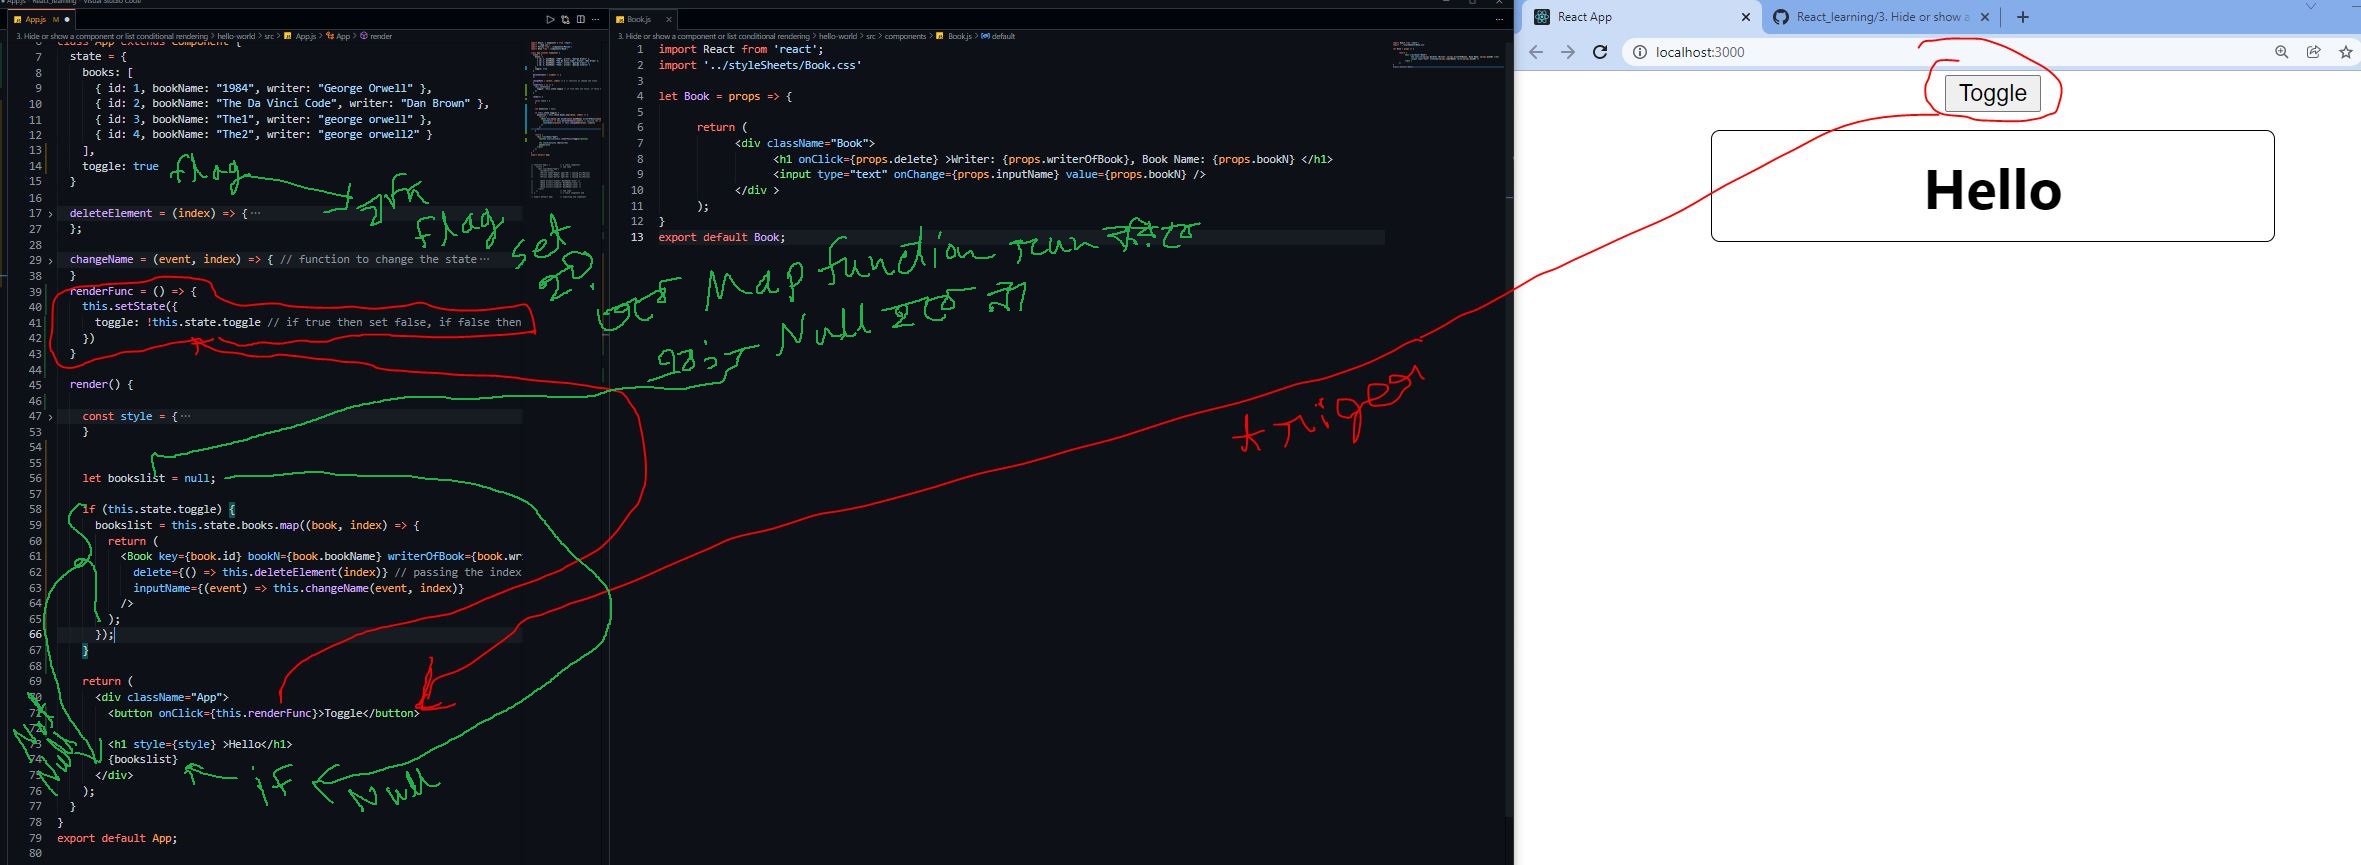 App.js - React_learning - Visual Studio Code
App.js M
3. Hide or show a component or list conditional rendering > hello-world > src > App.js > App > render
6 class App extends Component {
7 state = {
8 books: [
9 { id: 1, bookName: "1984", writer: "George Orwell" },
10 { id: 2, bookName: "The Da Vinci Code", writer: "Dan Brown" },
11 { id: 3, bookName: "The1", writer: "george orwell" },
12 { id: 4, bookName: "The2", writer: "george orwell2" }
13 ],
14 toggle: true
15 }
16
17 deleteElement = (index) => { ...
27 };
28
29 changeName = (event, index) => { // function to change the state ...
38 }
39 renderFunc = () => {
40 this.setState({
41 toggle: !this.state.toggle // if true then set false, if false then
42 })
43 }
44
45 render() {
46
47 const style = { ...
53 }
54
55
56 let bookslist = null;
57
58 if (this.state.toggle) {
59 bookslist = this.state.books.map((book, index) => {
60 return (
61 <Book key={book.id} bookN={book.bookName} writerOfBook={book.wr
62 delete={() => this.deleteElement(index)} // passing the index
63 inputName={(event) => this.changeName(event, index)}
64 />
65 );
66 });
67 }
68
69 return (
70 <div className="App">
71 <button onClick={this.renderFunc}>Toggle</button>
72
73 <h1 style={style} >Hello</h1>
74 {bookslist}
75 </div>
76 );
77 }
78 }
79 export default App;
80
flag
flag
set
Map function run
Null
না
Not Null
if
Null
Book.js
3. Hide or show a component or list conditional rendering > hello-world > src > components > Book.js > default
1 import React from 'react';
2 import '../styleSheets/Book.css'
3
4 let Book = props => {
5
6 return (
7 <div className="Book">
8 <h1 onClick={props.delete} >Writer: {props.writerOfBook}, Book Name: {props.bookN} </h1>
9 <input type="text" onChange={props.inputName} value={props.bookN} />
10 </div >
11 );
12 }
13 export default Book;
triger
React App
React_learning/3. Hide or show a
localhost:3000
Toggle
Hello